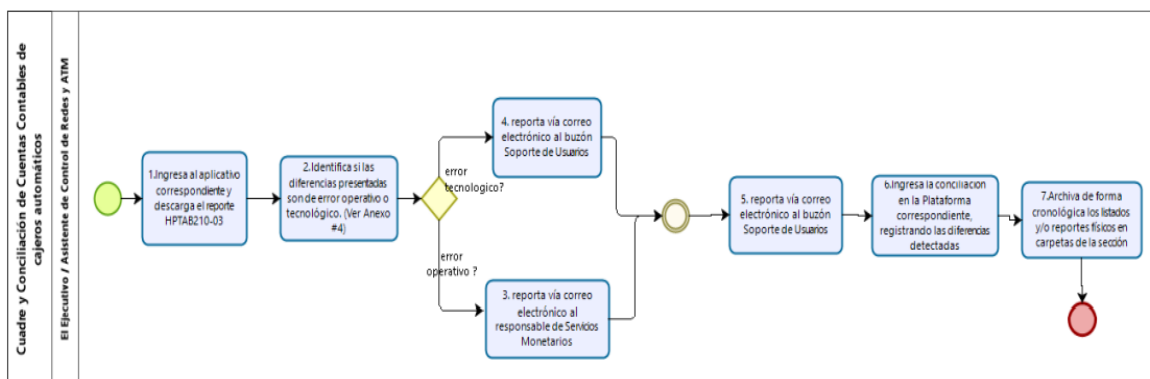 Cuadre y Conciliación de Cuentas Contables de
cajeros automáticos
El Ejecutivo / Asistente de Control de Redes y ATM
1.Ingresa al aplicativo
correspondiente y
descarga el reporte
HPTAB210-03
2.Identifica si las
diferencias presentadas
son de error operativo o
tecnológico. (Ver Anexo
#4)
error
tecnologico?
4. reporta vía correo
electrónico al buzón
Soporte de Usuarios
error
operativo ?
3. reporta vía correo
electrónico al
responsable de Servicios
Monetarios
5. reporta vía correo
electrónico al buzón
Soporte de Usuarios
6.Ingresa la conciliación
en la Plataforma
correspondiente,
registrando las diferencias
detectadas
7.Archiva de forma
cronológica los listados
y/o reportes físicos en
carpetas de la sección